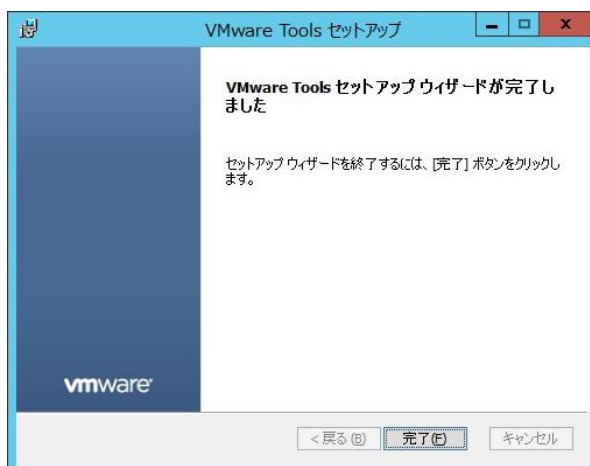 VMware Tools セットアップ
VMware Tools セットアップ ウィザードが完了し
ました
セットアップ ウィザードを終了するには、[完了] ボタンをクリックし
ます。
vmware
< 戻る(B)
完了(F)
キャンセル